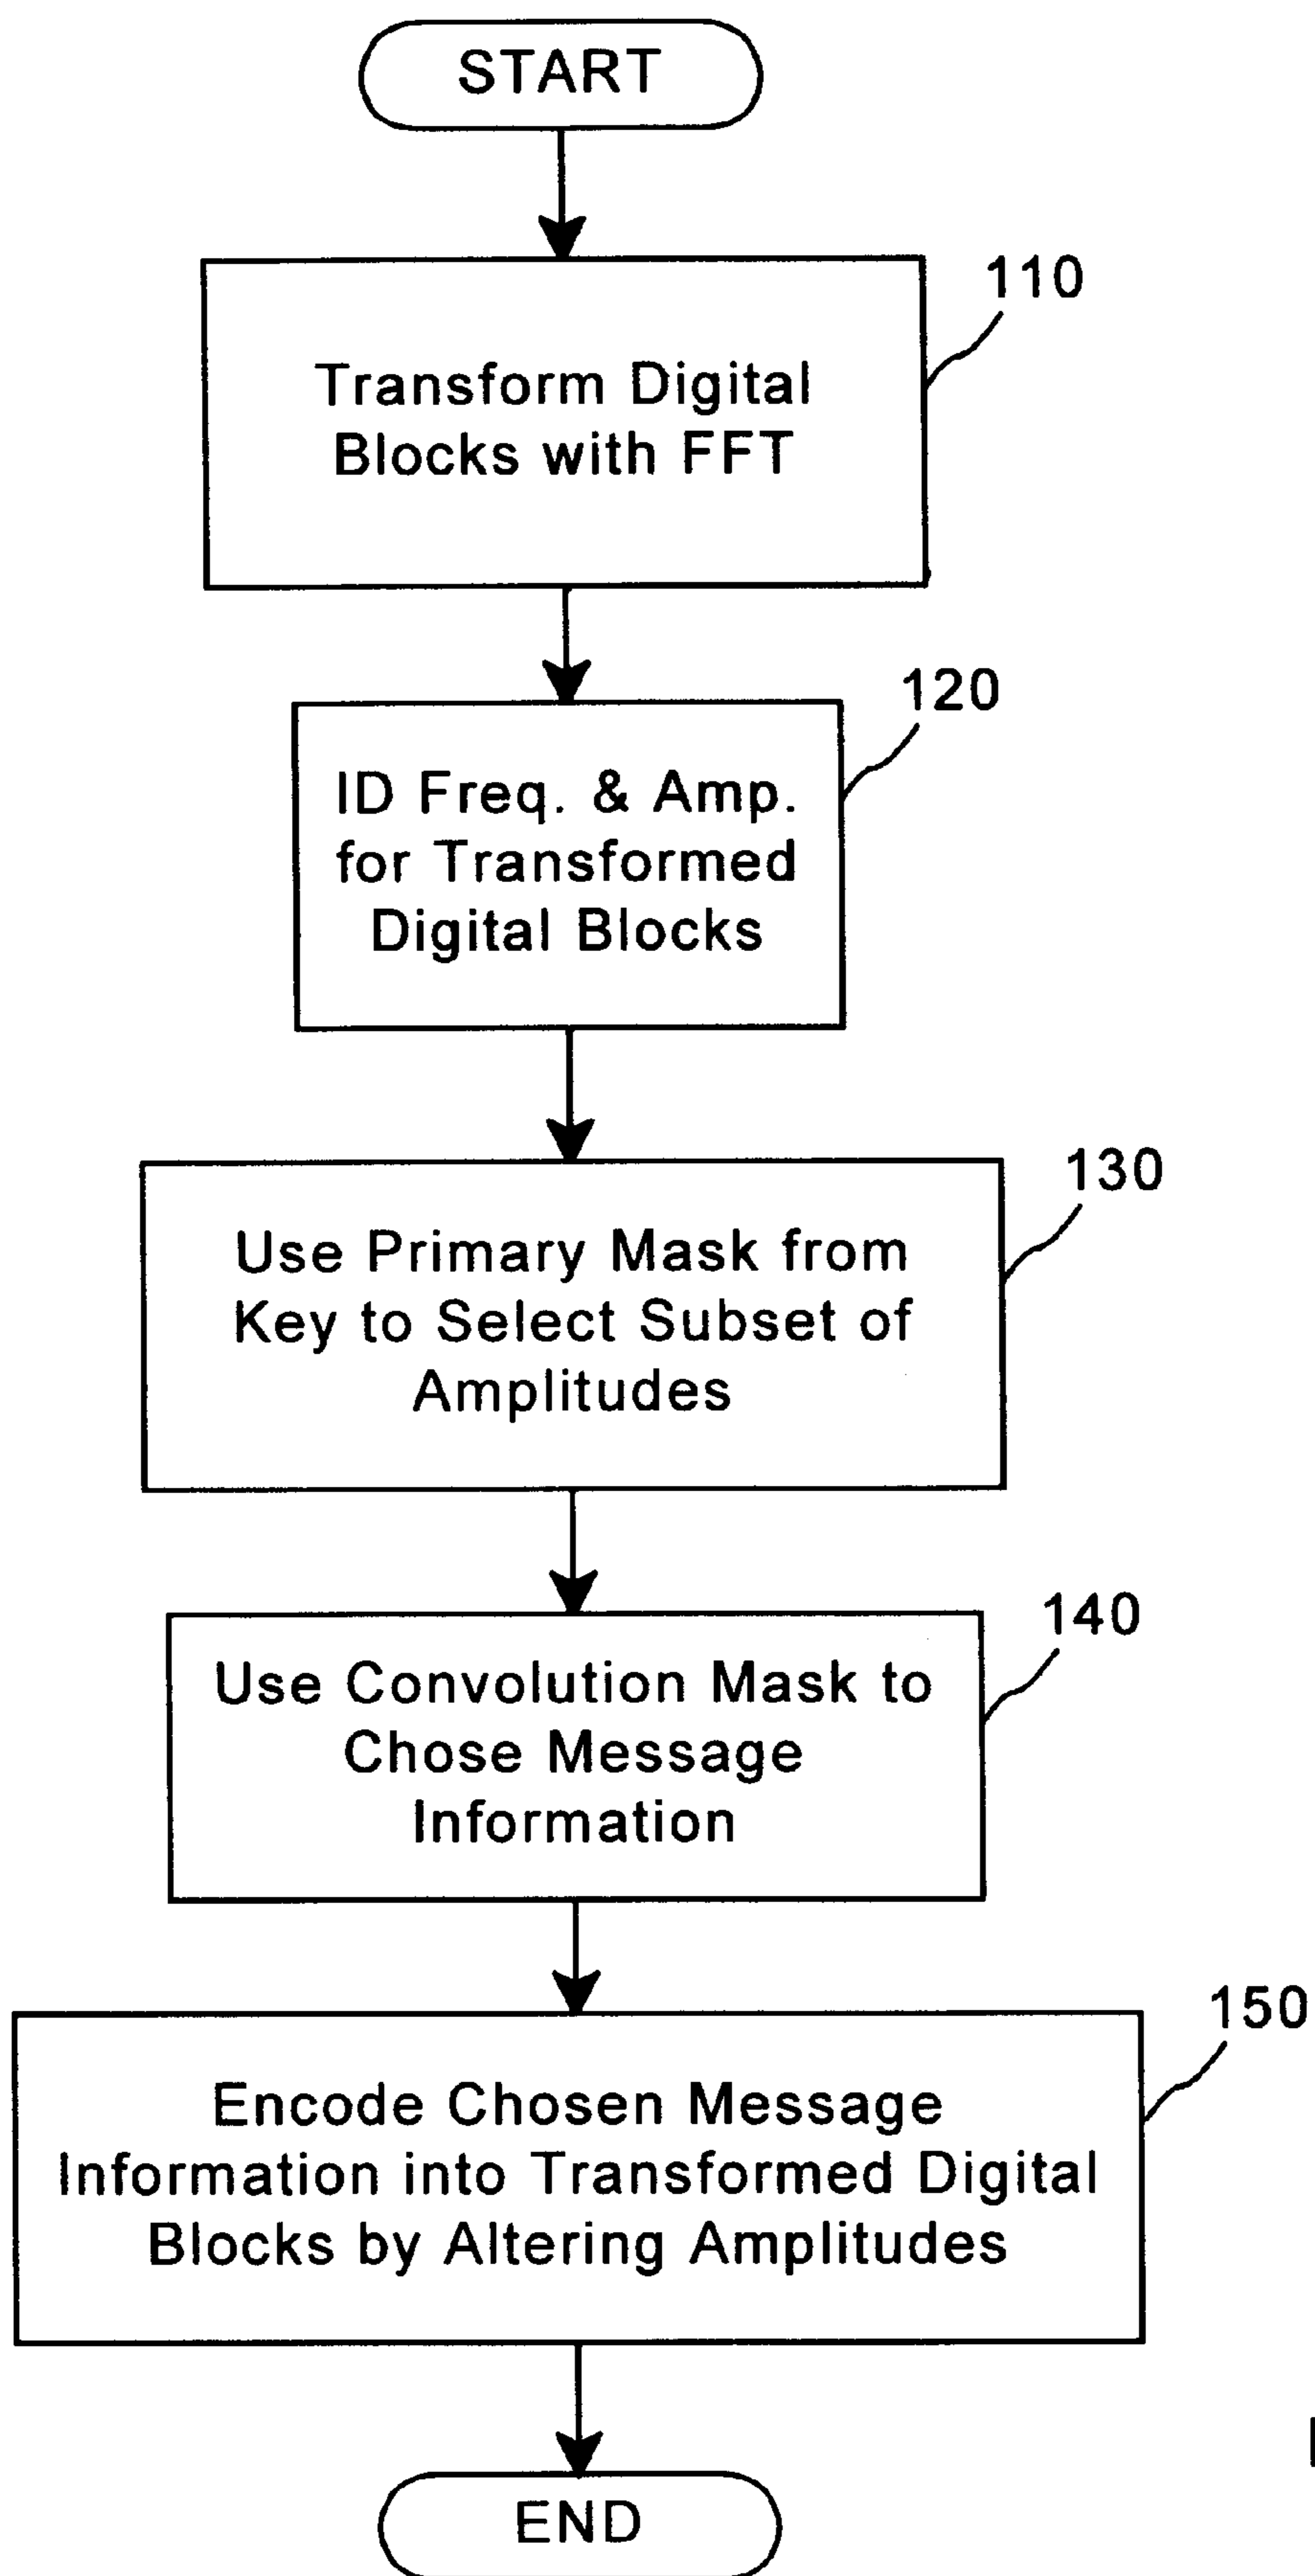 START
110
Transform Digital
Blocks with FFT
120
ID Freq. & Amp.
for Transformed
Digital Blocks
130
Use Primary Mask from
Key to Select Subset of
Amplitudes
140
Use Convolution Mask to
Chose Message
Information
150
Encode Chosen Message
Information into Transformed Digital
Blocks by Altering Amplitudes
END